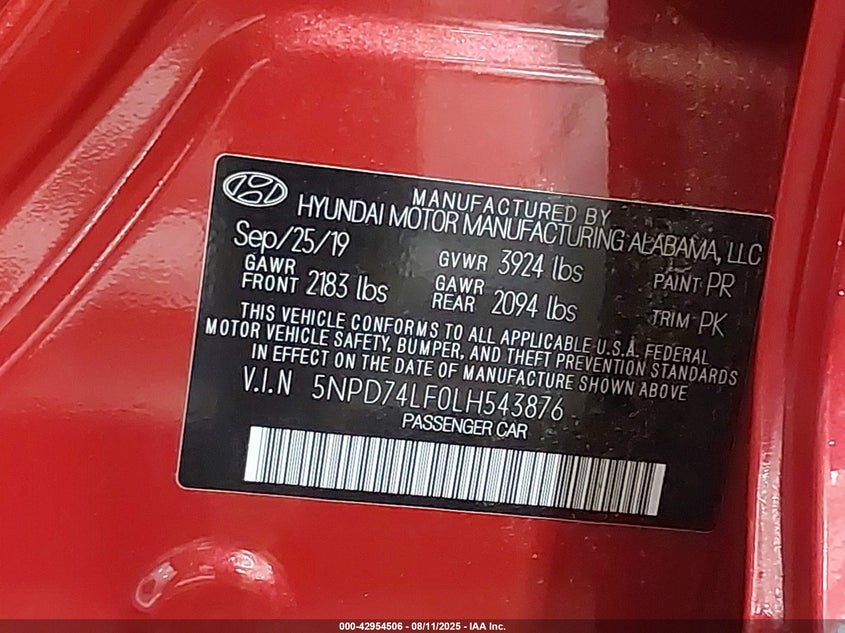 MANUFACTURED BY
HYUNDAI MOTOR MANUFACTURING ALABAMA, LLC
Sep/25/19 GVWR 3924 lbs PAINT PR
GAWR FRONT 2183 lbs GAWR REAR 2094 lbs TRIM PK
THIS VEHICLE CONFORMS TO ALL APPLICABLE U.S.A. FEDERAL
MOTOR VEHICLE SAFETY, BUMPER, AND THEFT PREVENTION STANDARDS
IN EFFECT ON THE DATE OF MANUFACTURE SHOWN ABOVE
V.I.N 5NPD74LF0LH543876
PASSENGER CAR
000-42954506 - 08/11/2025 - IAA Inc.